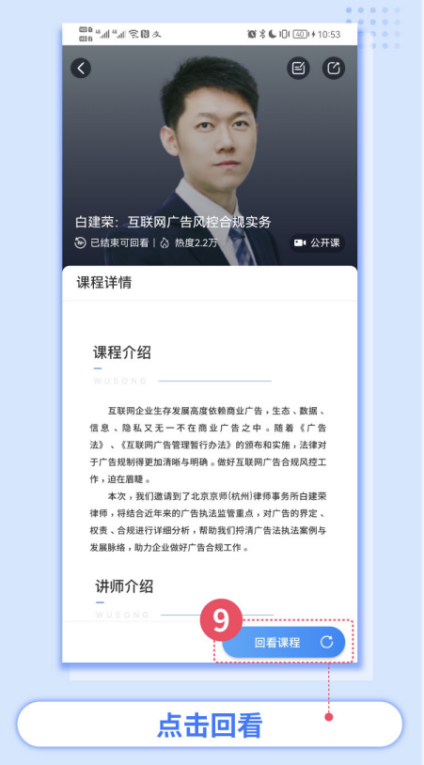 10:53
白建荣：互联网广告风控合规实务
已结束可回看 | 热度2.2万
公开课
课程详情
课程介绍
WUSONG
互联网企业生存发展高度依赖商业广告，生态、数据、
信息、隐私又无一不在商业广告之中。随着《广告
法》、《互联网广告管理暂行办法》的颁布和实施，法律对
于广告规制得更加清晰与明确。做好互联网广告合规风控工
作，迫在眉睫。
本次，我们邀请到了北京京师(杭州)律师事务所白建荣
律师，将结合近年来的广告执法监管重点，对广告的界定、
权责、合规进行详细分析，帮助我们捋清广告法执法案例与
发展脉络，助力企业做好广告合规工作。
讲师介绍
WUSONG
9
回看课程
点击回看